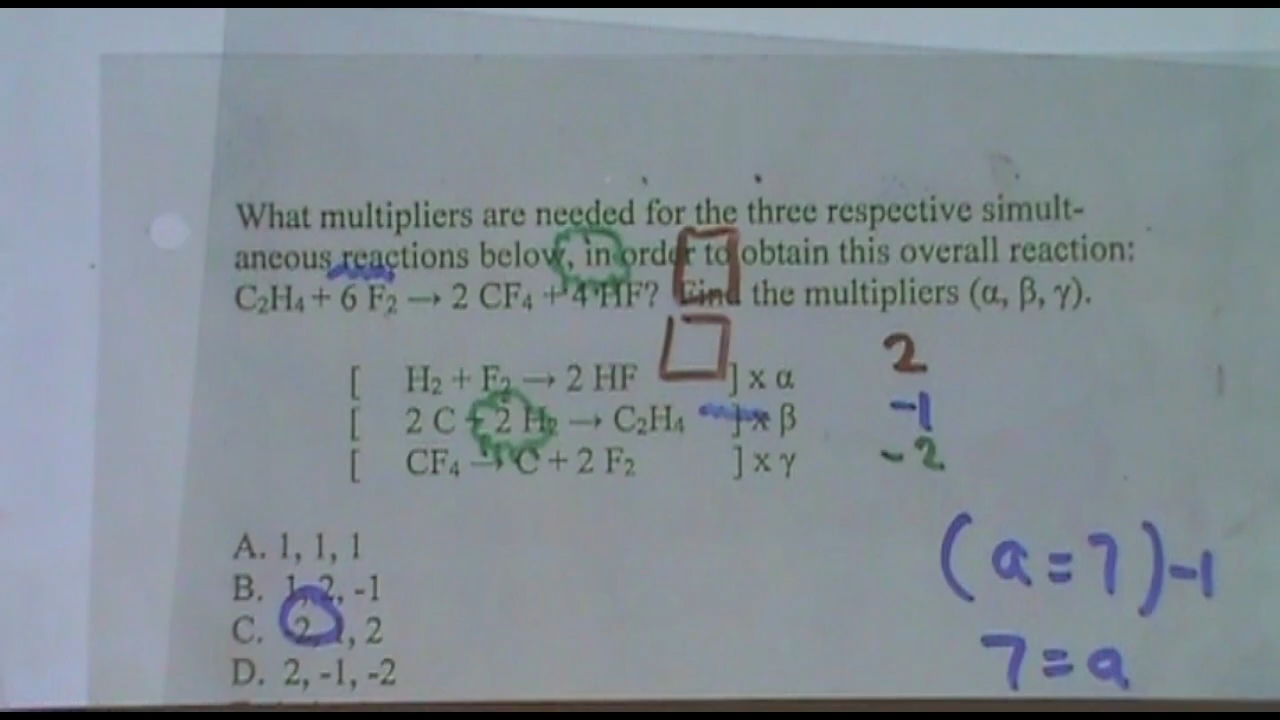 What multipliers are needed for the three respective simult-
aneous reactions below, in order to obtain this overall reaction:
C₂H₄ + 6 F₂ → 2 CF₄ + 4 HF? Find the multipliers (α, β, γ).
[ H₂ + F₂ → 2 HF ] x α 2
[ 2 C + 2 H₂ → C₂H₄ ] x β -1
[ CF₄ → C + 2 F₂ ] x γ -2
A. 1, 1, 1
B. 1, 2, -1
C. 2, 1, 2
D. 2, -1, -2
(a = 7) -1
7 = a